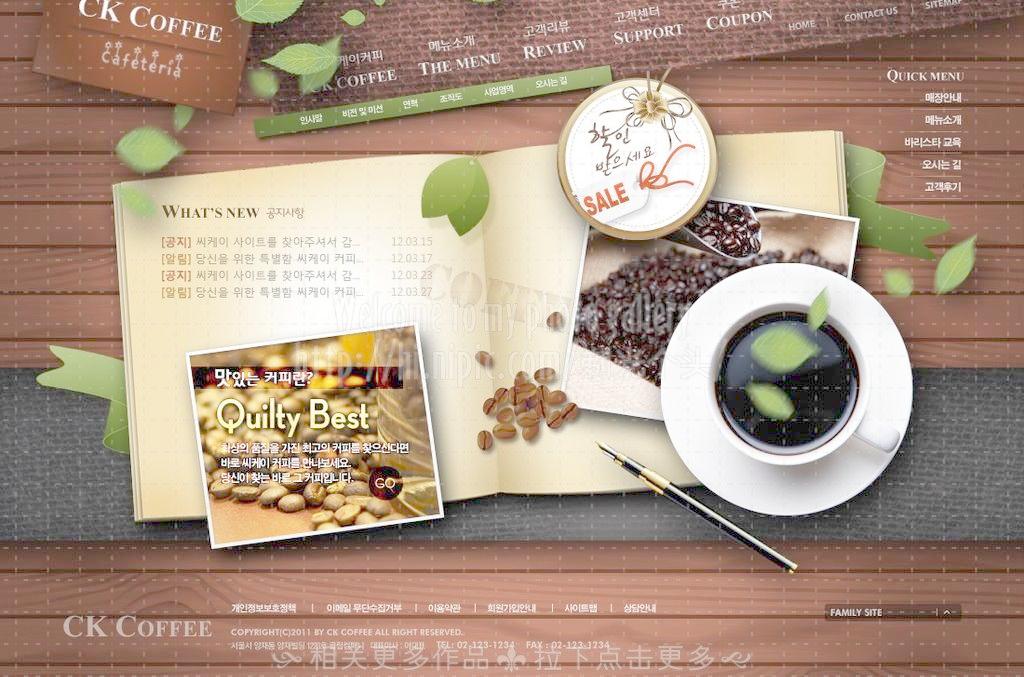 CK COFFEE
cafeteria
케이커피
CK COFFEE
메뉴소개
THE MENU
고객리뷰
REVIEW
고객센터
SUPPORT
쿠폰
COUPON
HOME | CONTACT US | SITEMAP
인사말 비전 및 미션 연혁 조직도 사업영역 오시는 길
QUICK MENU
매장안내
메뉴소개
바리스타 교육
오시는 길
고객후기
할인
받으세요
SALE
WHAT'S NEW 공지사항
[공지] 씨케이 사이트를 찾아주셔서 감... 12.03.15
[알림] 당신을 위한 특별함 씨케이 커피... 12.03.17
[공지] 씨케이 사이트를 찾아주셔서 감... 12.03.23
[알림] 당신을 위한 특별함 씨케이 커피... 12.03.27
COFFEE
Welcome to my photo gallery
맛있는 커피란?
Quilty Best
최상의 품질을 가진 최고의 커피를 찾으신다면
바로 씨케이 커피를 만나보세요.
당신이 찾는 바로 그 커피입니다.
GO
개인정보보호정책 | 이메일 무단수집거부 | 이용약관 | 회원가입안내 | 사이트맵 | 상담안내
FAMILY SITE
CK COFFEE
COPYRIGHT(C)2011 BY CK COFFEE ALL RIGHT RESERVED.
TEL: 02-123-1234 FAX : 02-123-1234
相关更多作品 拉下点击更多